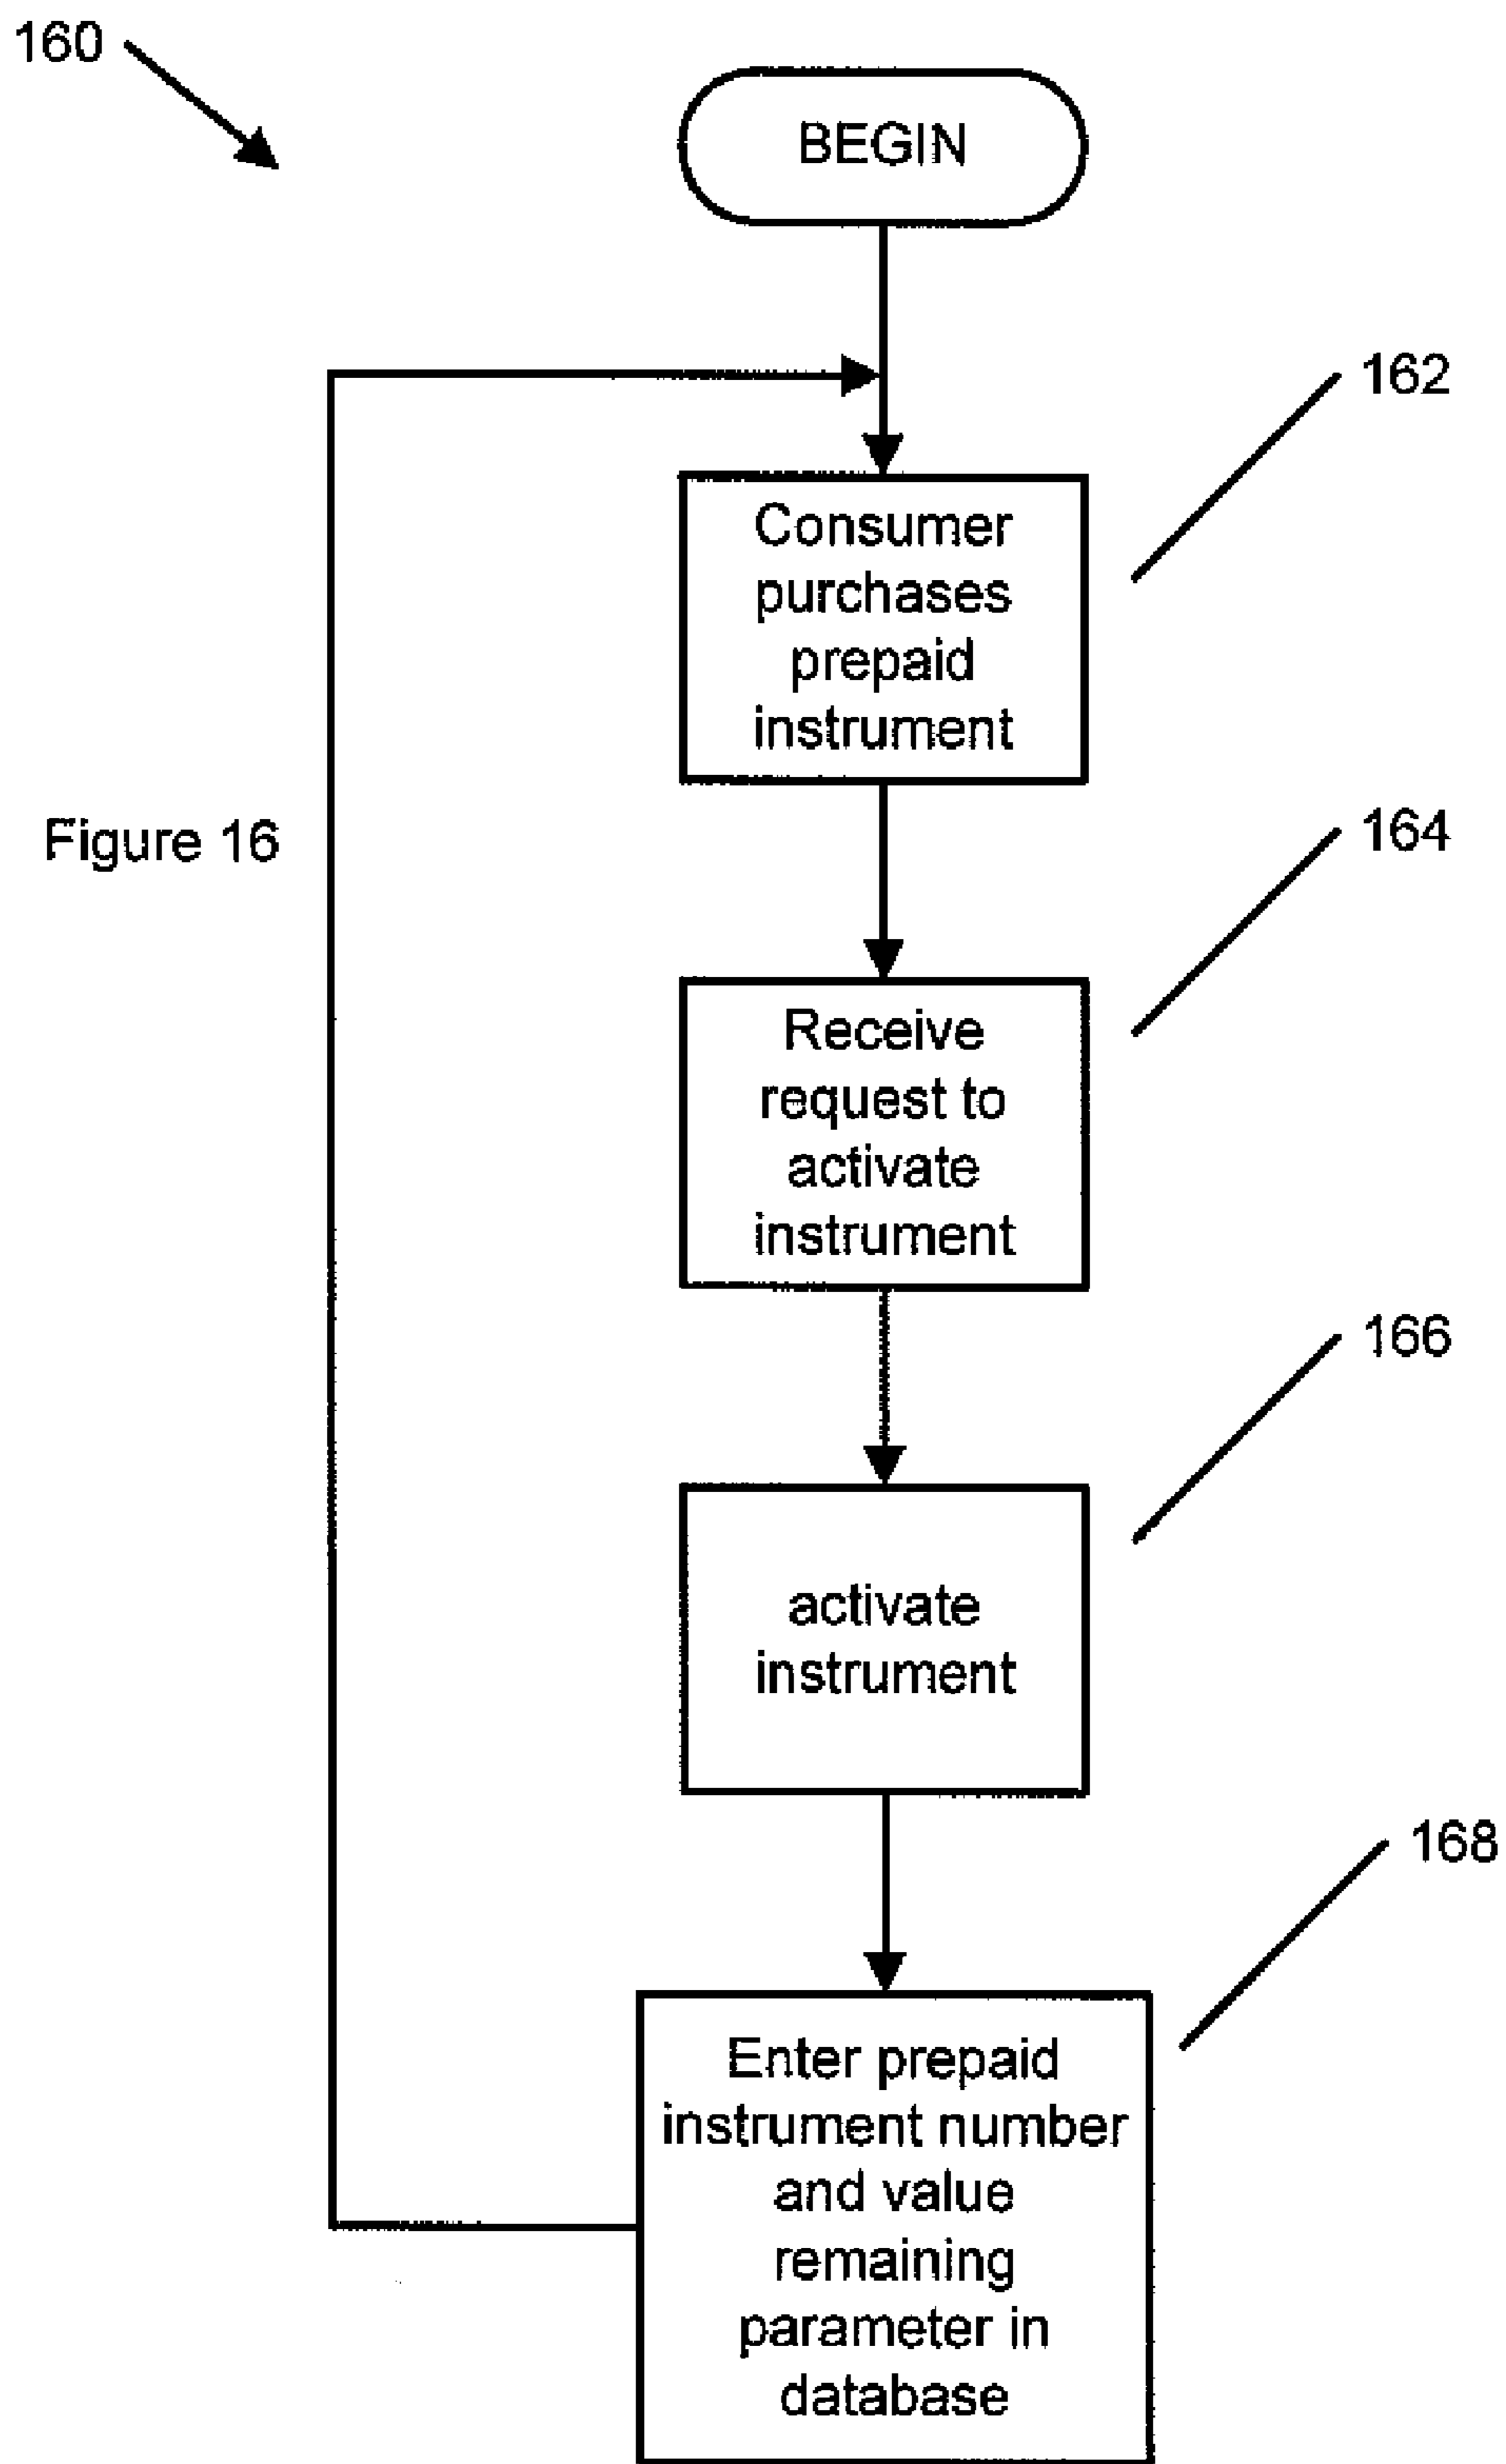 160
BEGIN
162
Consumer
purchases
prepaid
instrument
Figure 16
164
Receive
request to
activate
instrument
166
activate
instrument
168
Enter prepaid
instrument number
and value
remaining
parameter in
database